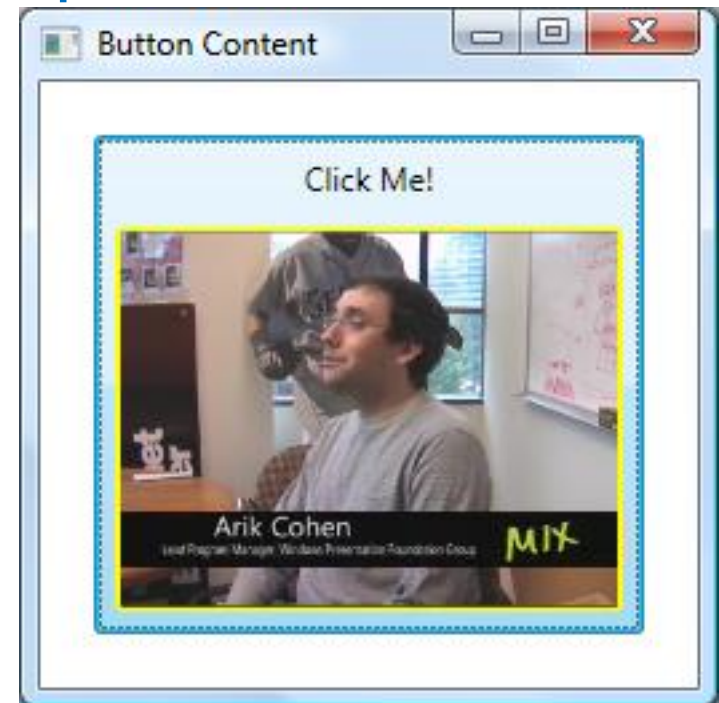 Button Content
Click Me!
Arik Cohen
Lead Program Manager, Windows Presentation Foundation Group
MIX